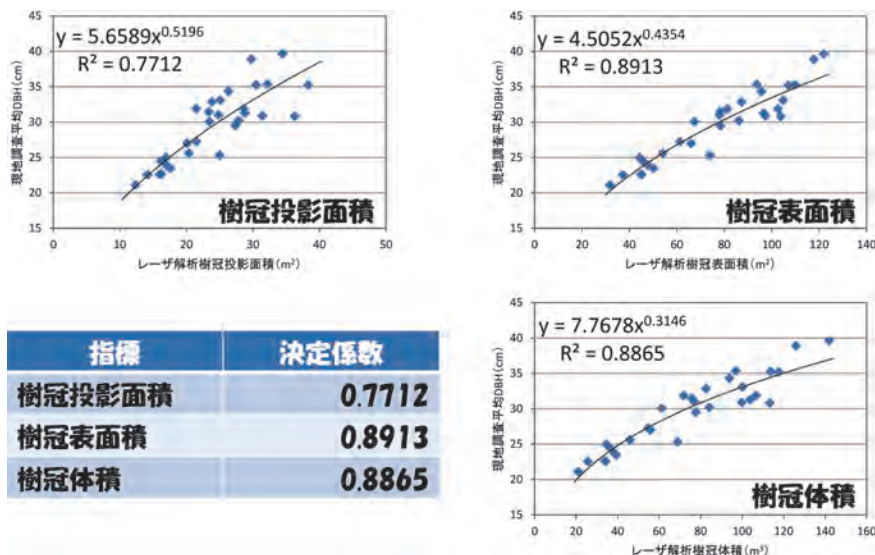 45
40
35
30
25
20
15
y = 5.6589x^0.5196
R² = 0.7712
樹冠投影面積
0 10 20 30 40 50
現地調査平均DBH(cm)
レーザ解析樹冠投影面積(m²)
45
40
35
30
25
20
15
y = 4.5052x^0.4354
R² = 0.8913
樹冠表面積
0 20 40 60 80 100 120 140
現地調査平均DBH(cm)
レーザ解析樹冠表面積(m²)
指標 決定係数
樹冠投影面積 0.7712
樹冠表面積 0.8913
樹冠体積 0.8865
45
40
35
30
25
20
15
y = 7.7678x^0.3146
R² = 0.8865
樹冠体積
0 20 40 60 80 100 120 140 160
現地調査平均DBH(cm)
レーザ解析樹冠体積(m³)